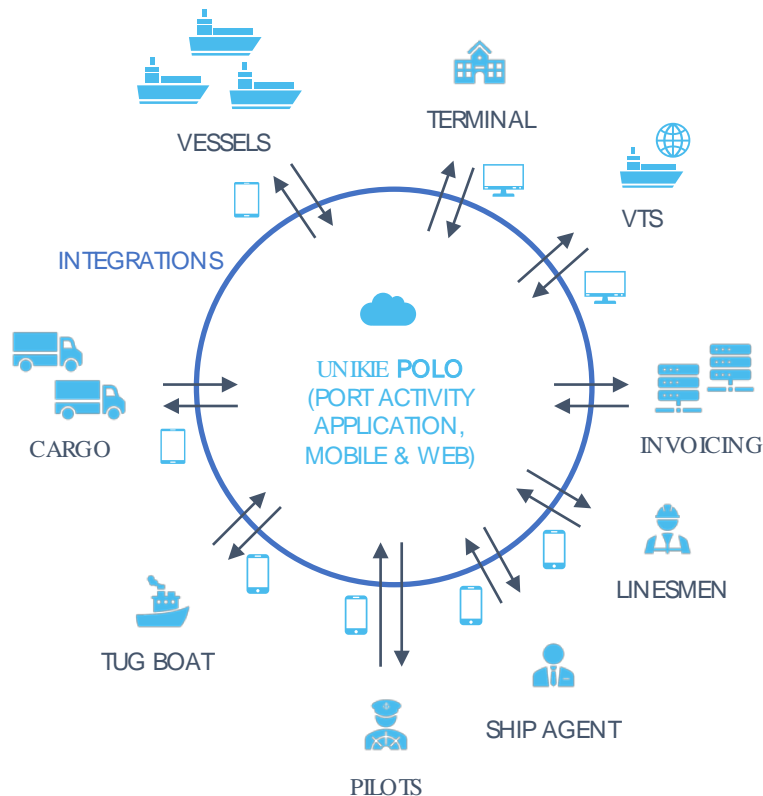 TERMINAL
VESSELS
VTS
INTEGRATIONS
UNIKIE POLO
(PORT ACTIVITY
APPLICATION,
MOBILE & WEB)
CARGO
INVOICING
LINESMEN
TUG BOAT
SHIP AGENT
PILOTS